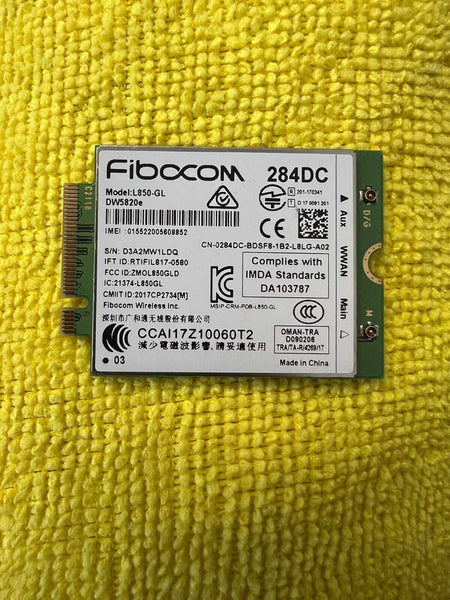 Fibocom 284DC
Model:L850-GL
DW5820e
R 201-170341
T D 17 0091 201
IMEI : 015522005608852
CN-0284DC-BDSF8-1B2-L8LG-A02
S/N: D3A2MW1LDQ
IFT ID: RTIFIL817-0580
FCC ID:ZMOL850GLD
IC:21374-L850GL
CMIIT ID:2017CP2734[M]
Fibocom Wireless Inc.
深圳市广和通无线股份有限公司
MSIP-CRM-FOB-L850-GL
CE
Complies with
IMDA Standards
DA103787
CCC
CCAI17Z10060T2
減少電磁波影響, 請妥適使用
03
OMAN-TRA
D090206
TRA/TA-R/4269/17
Made in China
Aux WWAN Main
D/G
M
C2118